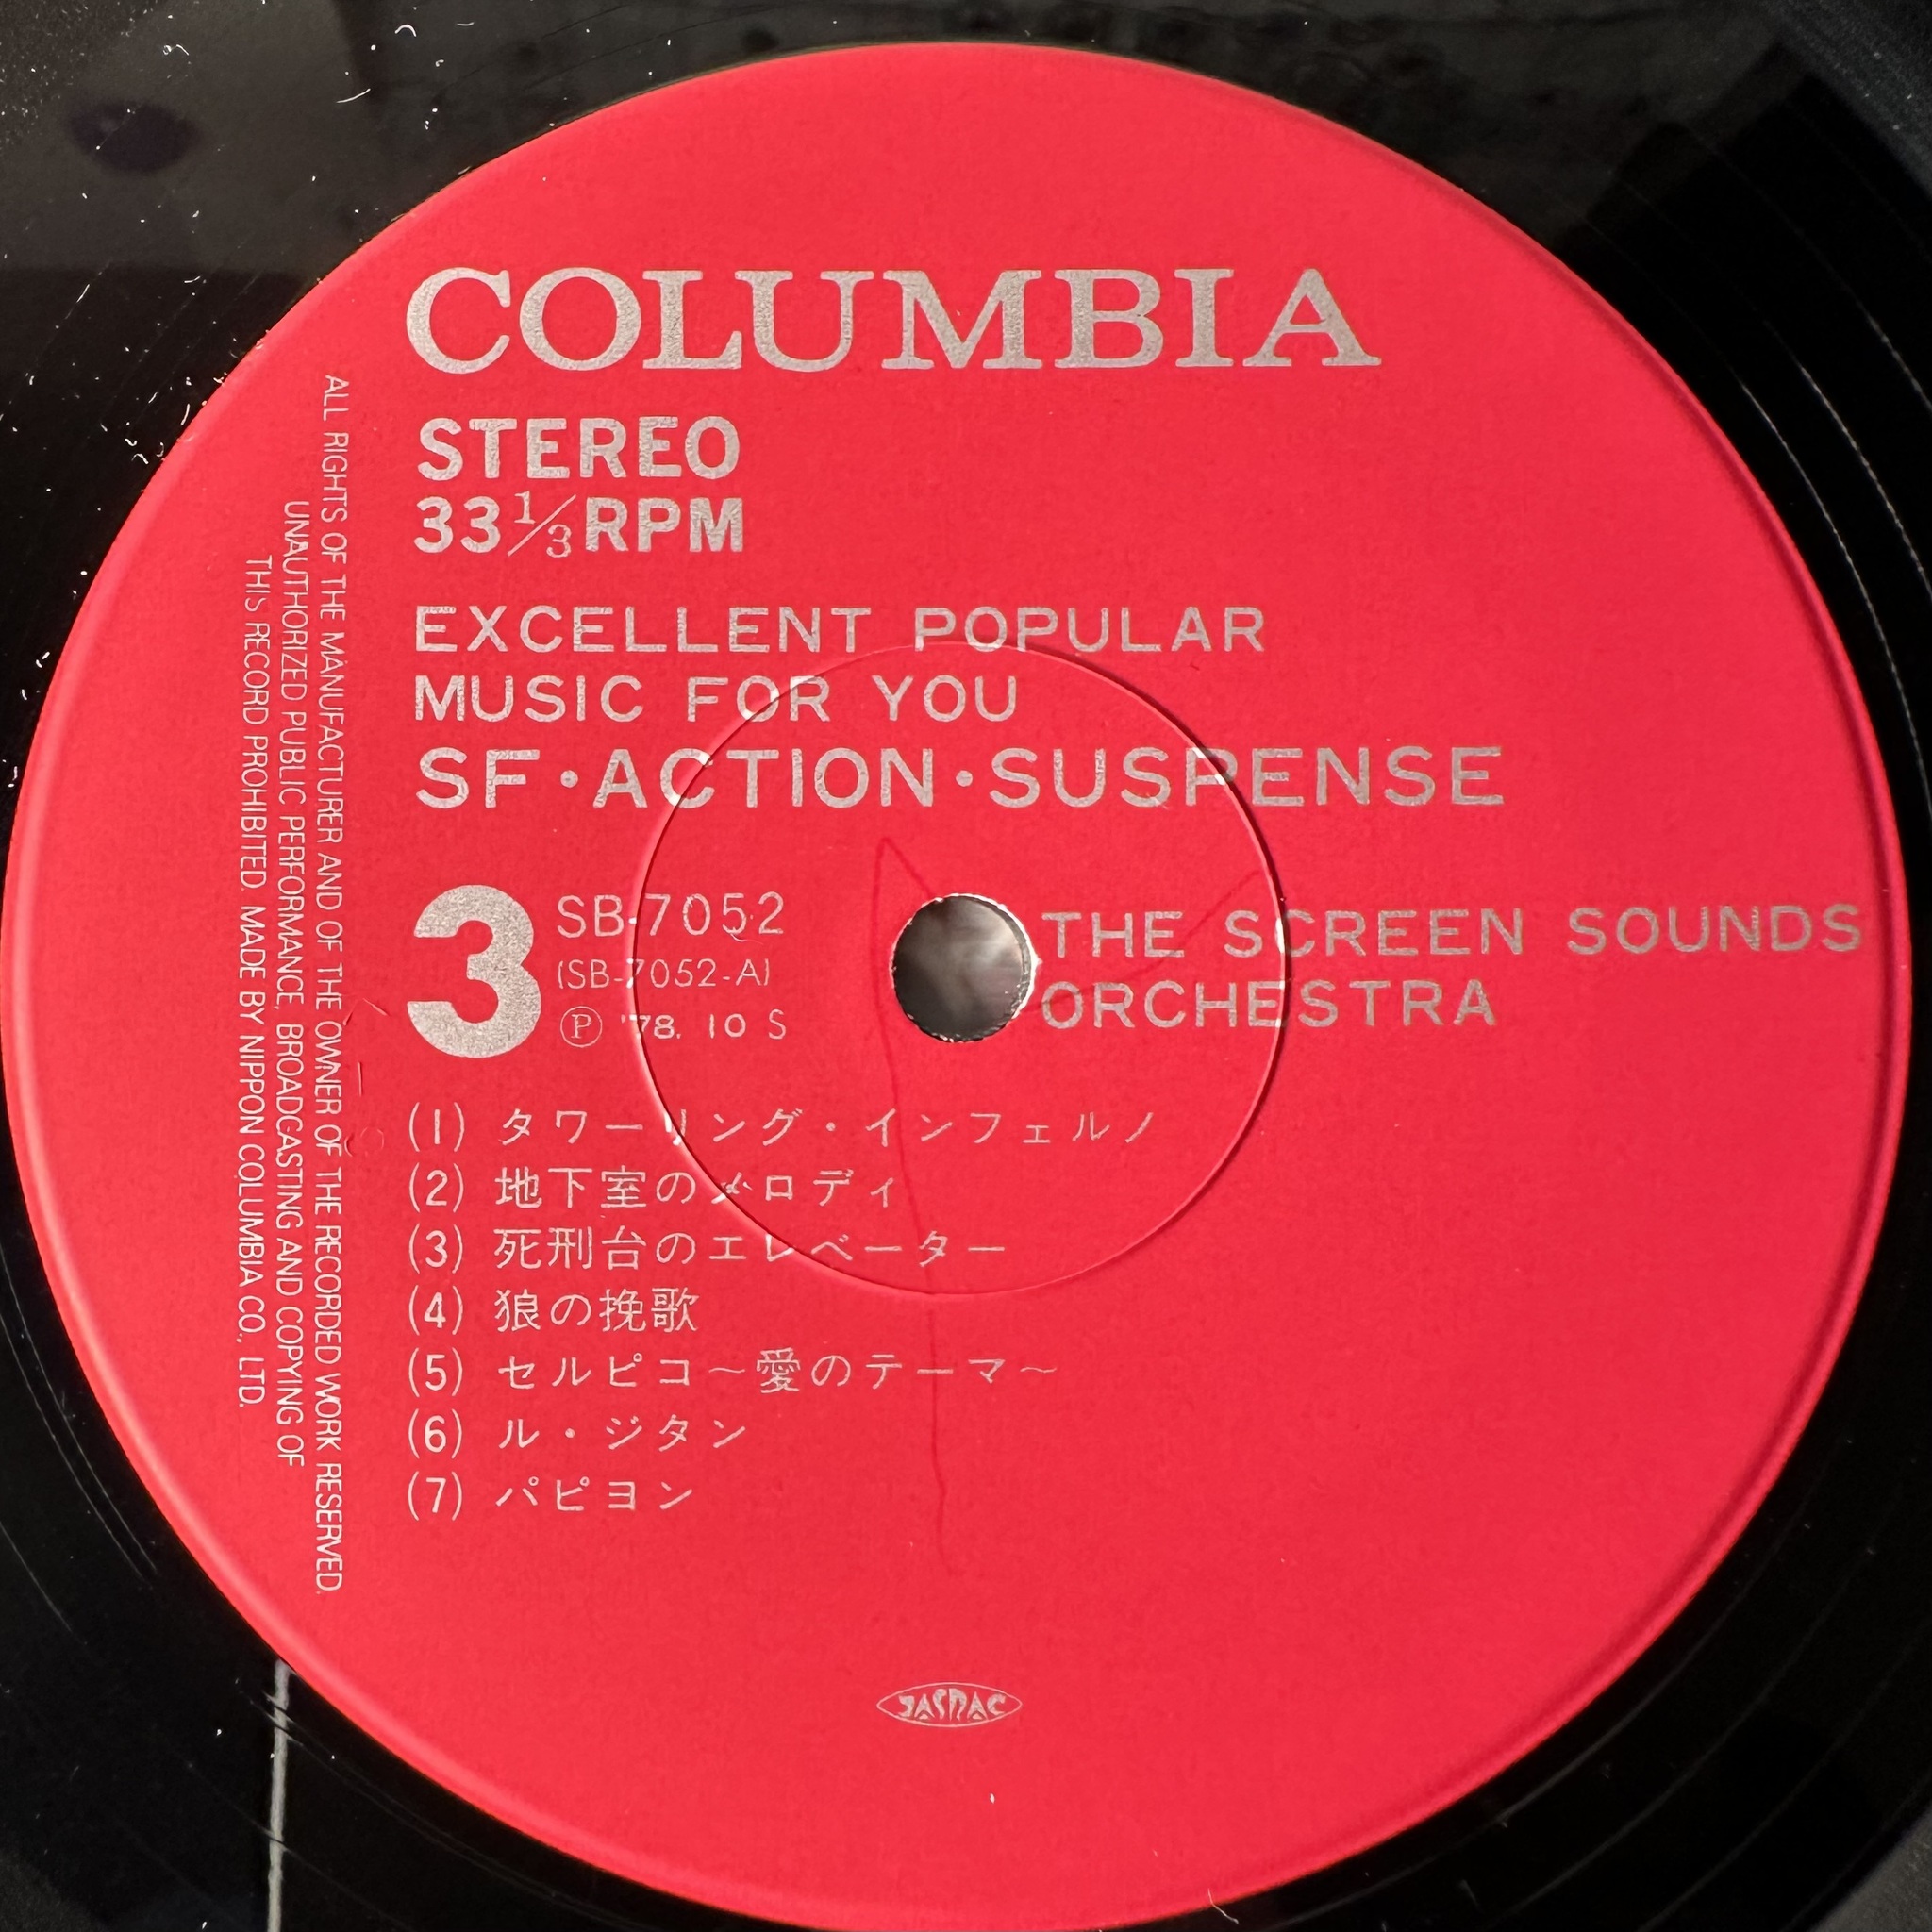 COLUMBIA
STEREO
33 1/3 RPM
EXCELLENT POPULAR
MUSIC FOR YOU
SF・ACTION・SUSPENSE
3
SB-7052
(SB-7052-A)
Ⓟ '78. 10 S
THE SCREEN SOUNDS
ORCHESTRA
(1) タワーリング・インフェルノ
(2) 地下室のメロディ
(3) 死刑台のエレベーター
(4) 狼の挽歌
(5) セルピコ～愛のテーマ～
(6) ル・ジタン
(7) パピヨン
JASRAC
ALL RIGHTS OF THE MANUFACTURER AND OF THE OWNER OF THE RECORDED WORK RESERVED.
UNAUTHORIZED PUBLIC PERFORMANCE, BROADCASTING AND COPYING OF
THIS RECORD PROHIBITED. MADE BY NIPPON COLUMBIA CO., LTD.